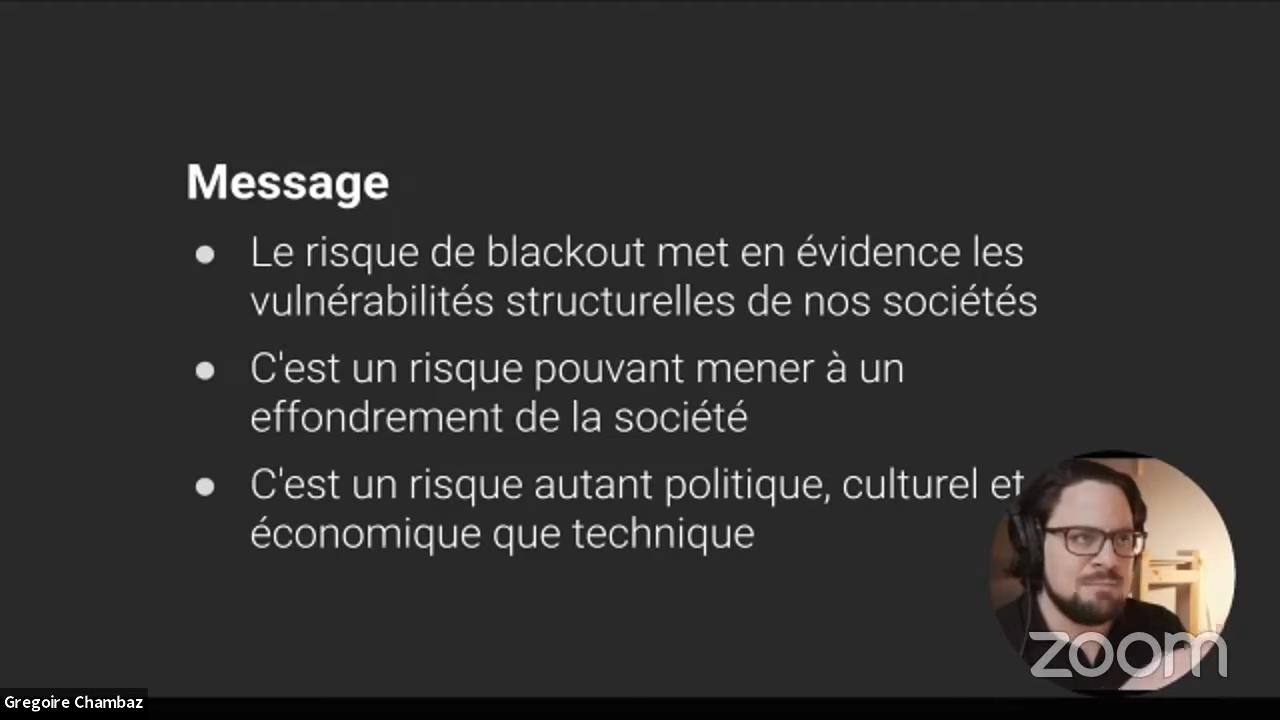 Message
● Le risque de blackout met en évidence les
vulnérabilités structurelles de nos sociétés
● C'est un risque pouvant mener à un
effondrement de la société
● C'est un risque autant politique, culturel et
économique que technique
zoom
Gregoire Chambaz